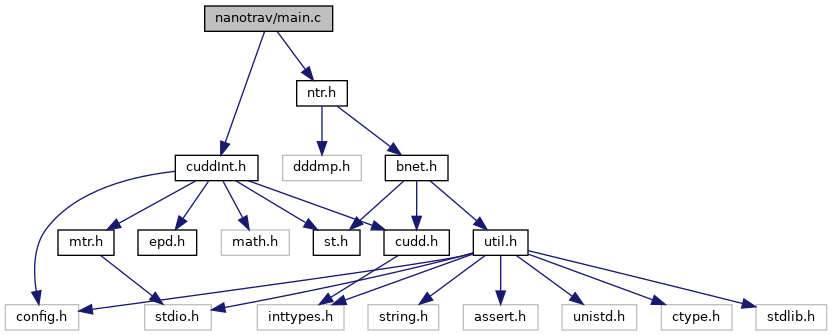 nanotrav/main.c
ntr.h
cuddInt.h
dddmp.h
bnet.h
mtr.h
epd.h
math.h
st.h
cudd.h
util.h
config.h
stdio.h
inttypes.h
string.h
assert.h
unistd.h
ctype.h
stdlib.h